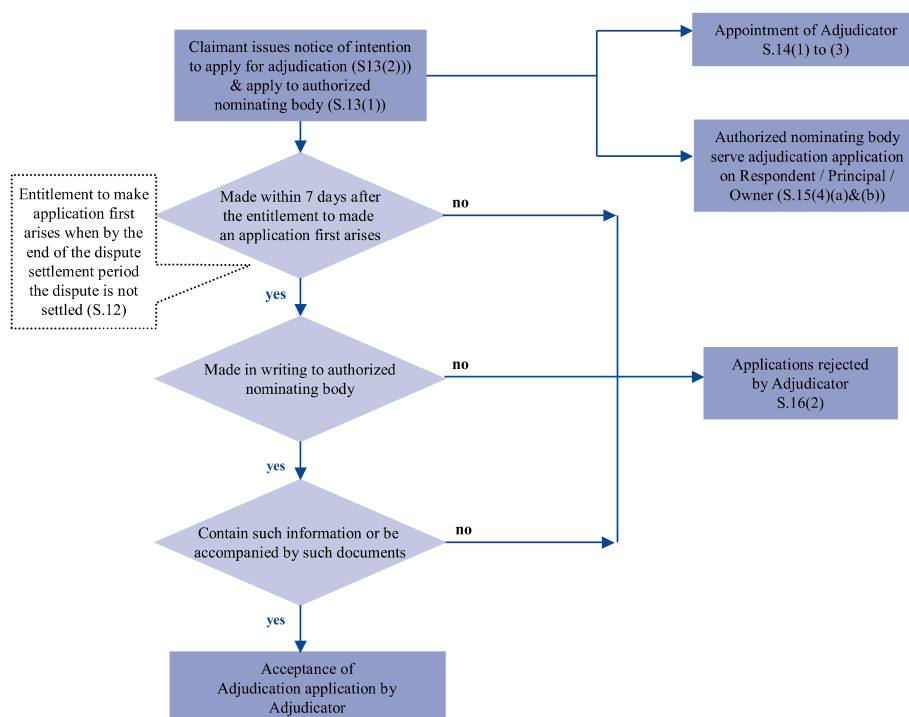 Claimant issues notice of intention
to apply for adjudication (S13(2)))
& apply to authorized
nominating body (S.13(1))
Appointment of Adjudicator
S.14(1) to (3)
Authorized nominating body
serve adjudication application
on Respondent / Principal /
Owner (S.15(4)(a)&(b))
Entitlement to make
application first
arises when by the
end of the dispute
settlement period
the dispute is not
settled (S.12)
Made within 7 days after
the entitlement to made
an application first arises
no
yes
Made in writing to authorized
nominating body
no
Applications rejected
by Adjudicator
S.16(2)
yes
Contain such information or be
accompanied by such documents
no
yes
Acceptance of
Adjudication application by
Adjudicator